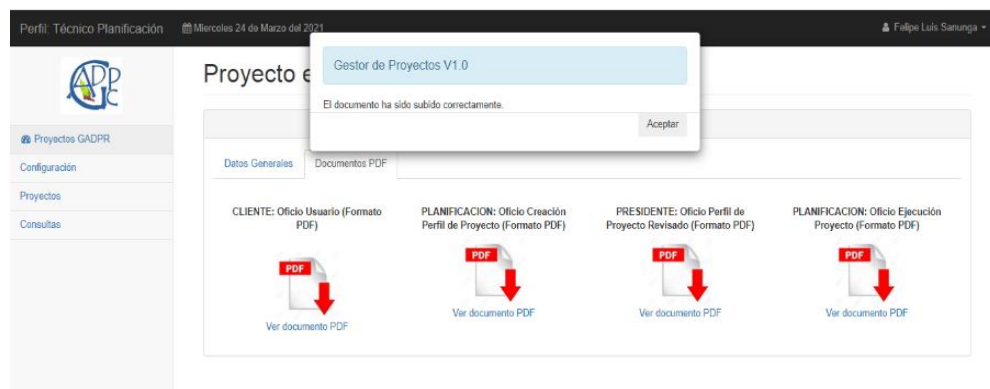 Perfil: Técnico Planificación
Miercoles 24 de Marzo del 2021
Felipe Luis Sanunga
Gestor de Proyectos V1.0
El documento ha sido subido correctamente.
Aceptar
Proyecto e
Proyectos GADPR
Configuración
Proyectos
Consultas
Datos Generales
Documentos PDF
CLIENTE: Oficio Usuario (Formato
PDF)
PDF
Ver documento PDF
PLANIFICACION: Oficio Creación
Perfil de Proyecto (Formato PDF)
PDF
Ver documento PDF
PRESIDENTE: Oficio Perfil de
Proyecto Revisado (Formato PDF)
PDF
Ver documento PDF
PLANIFICACION: Oficio Ejecución
Proyecto (Formato PDF)
PDF
Ver documento PDF